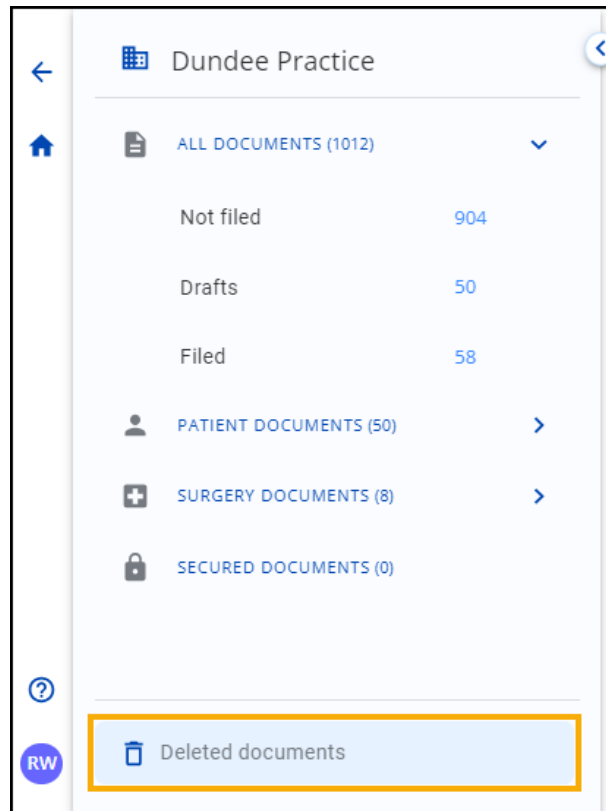 Dundee Practice
ALL DOCUMENTS (1012)
Not filed 904
Drafts 50
Filed 58
PATIENT DOCUMENTS (50)
SURGERY DOCUMENTS (8)
SECURED DOCUMENTS (0)
Deleted documents
RW